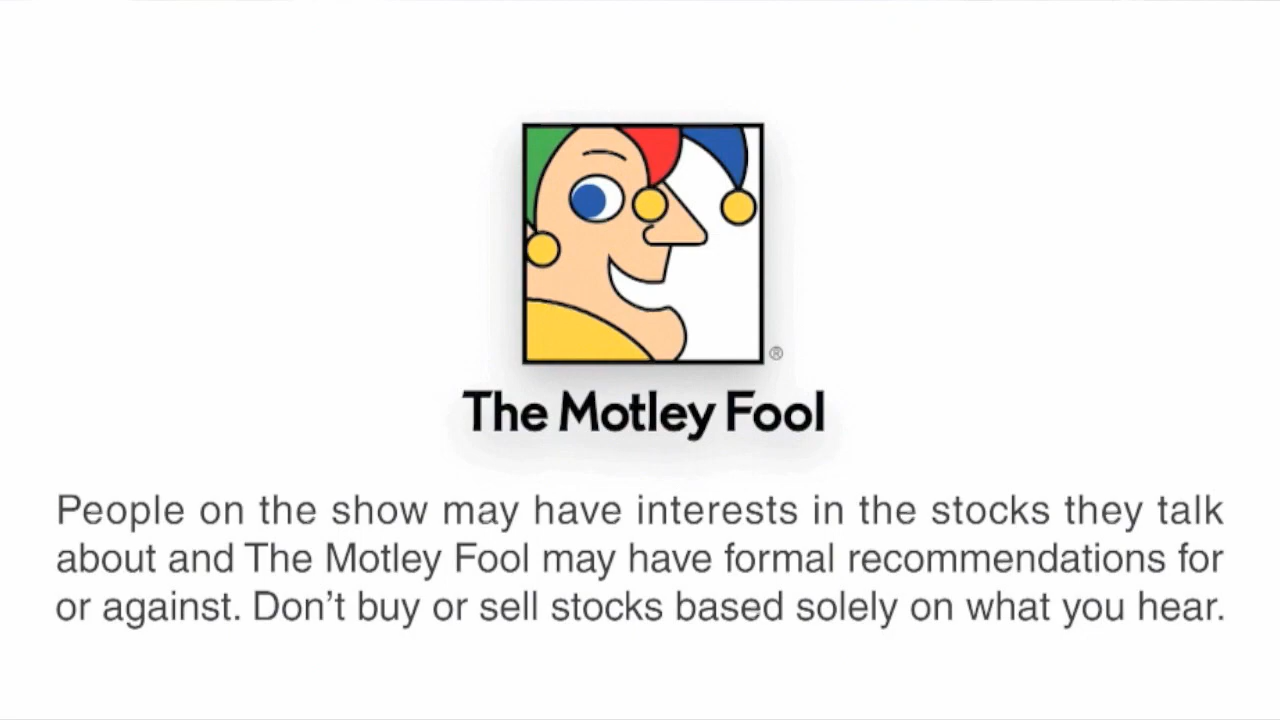 ®
The Motley Fool
People on the show may have interests in the stocks they talk
about and The Motley Fool may have formal recommendations for
or against. Don’t buy or sell stocks based solely on what you hear.